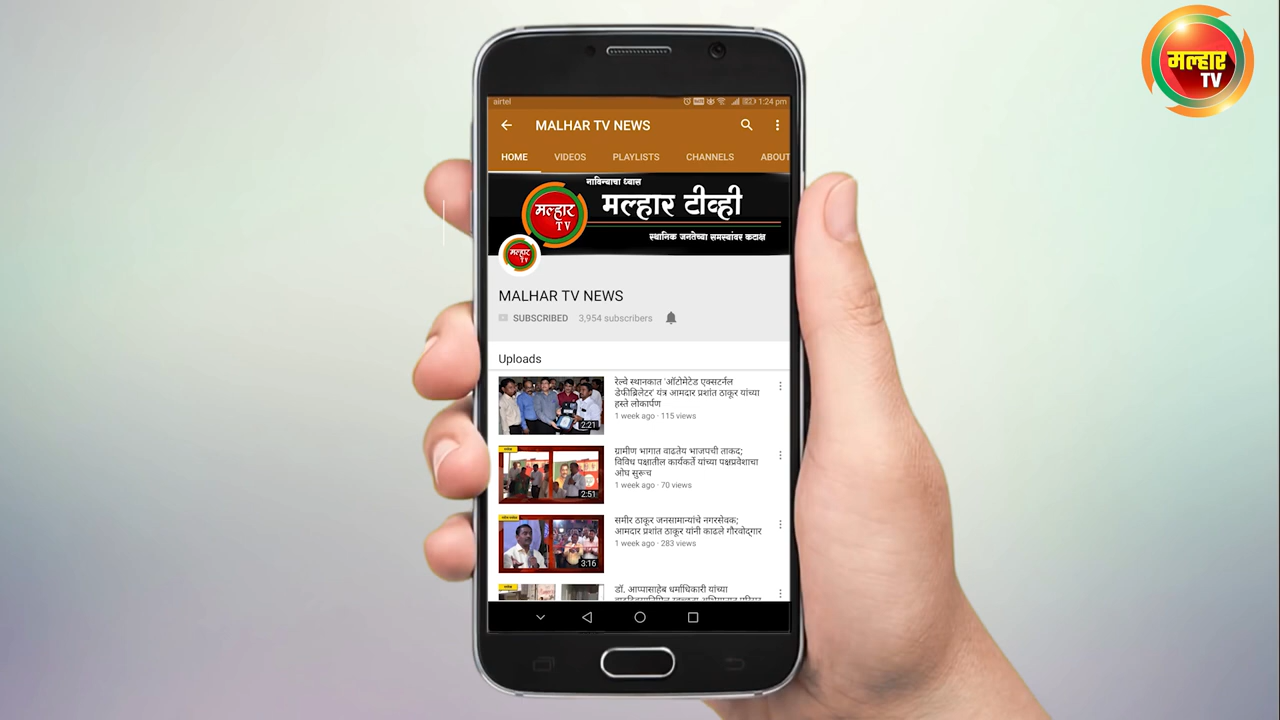 मल्हार
TV
airtel
1:24 pm
MALHAR TV NEWS
HOME VIDEOS PLAYLISTS CHANNELS ABOUT
नाविन्याचा ध्यास
मल्हार टीव्ही
मल्हार
TV
स्थानिक जनतेच्या समस्यांवर कटाक्ष
मल्हार
TV
MALHAR TV NEWS
SUBSCRIBED 3,954 subscribers
Uploads
रेल्वे स्थानकात 'ऑटोमेटेड एक्सटर्नल
डेफीब्रिलेटर' यंत्र आमदार प्रशांत ठाकूर यांच्या
हस्ते लोकार्पण
1 week ago · 115 views
2:21
ग्रामीण भागात वाढतेय भाजपची ताकद;
विविध पक्षातील कार्यकर्ते यांच्या पक्षप्रवेशाचा
ओघ सुरूच
1 week ago · 70 views
2:51
समीर ठाकूर जनसामान्यांचे नगरसेवक;
आमदार प्रशांत ठाकूर यांनी काढले गौरवोद्गार
1 week ago · 283 views
3:16
डॉ. आप्पासाहेब धर्माधिकारी यांच्या